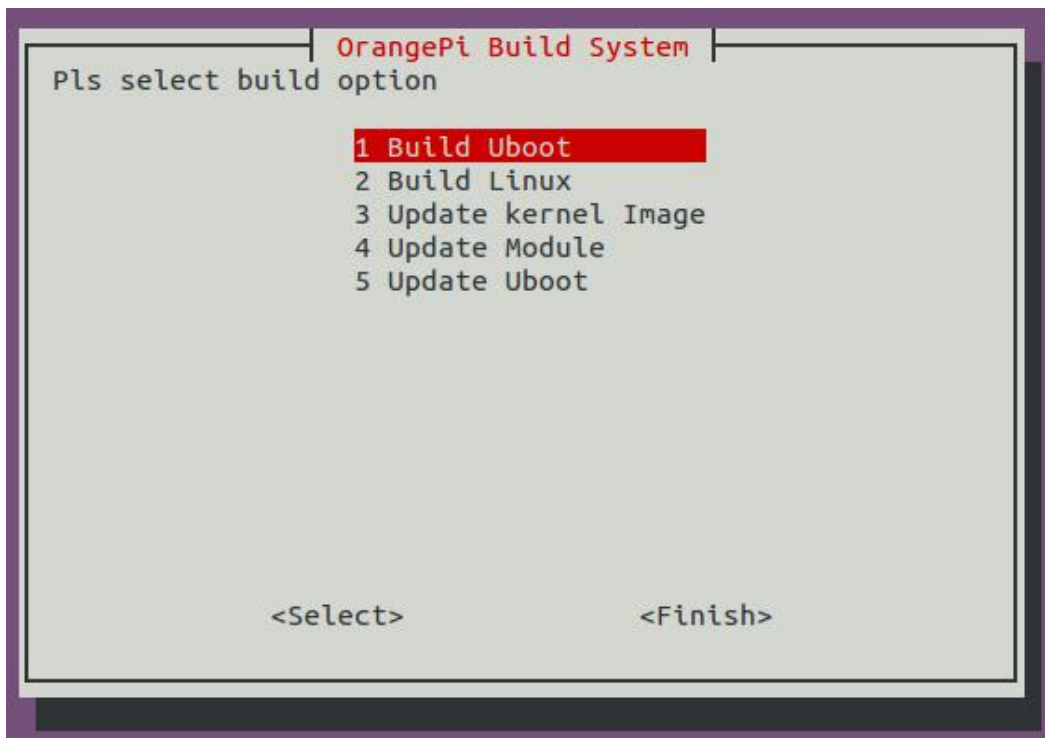 OrangePi Build System
Pls select build option
1 Build Uboot
2 Build Linux
3 Update kernel Image
4 Update Module
5 Update Uboot
<Select> <Finish>